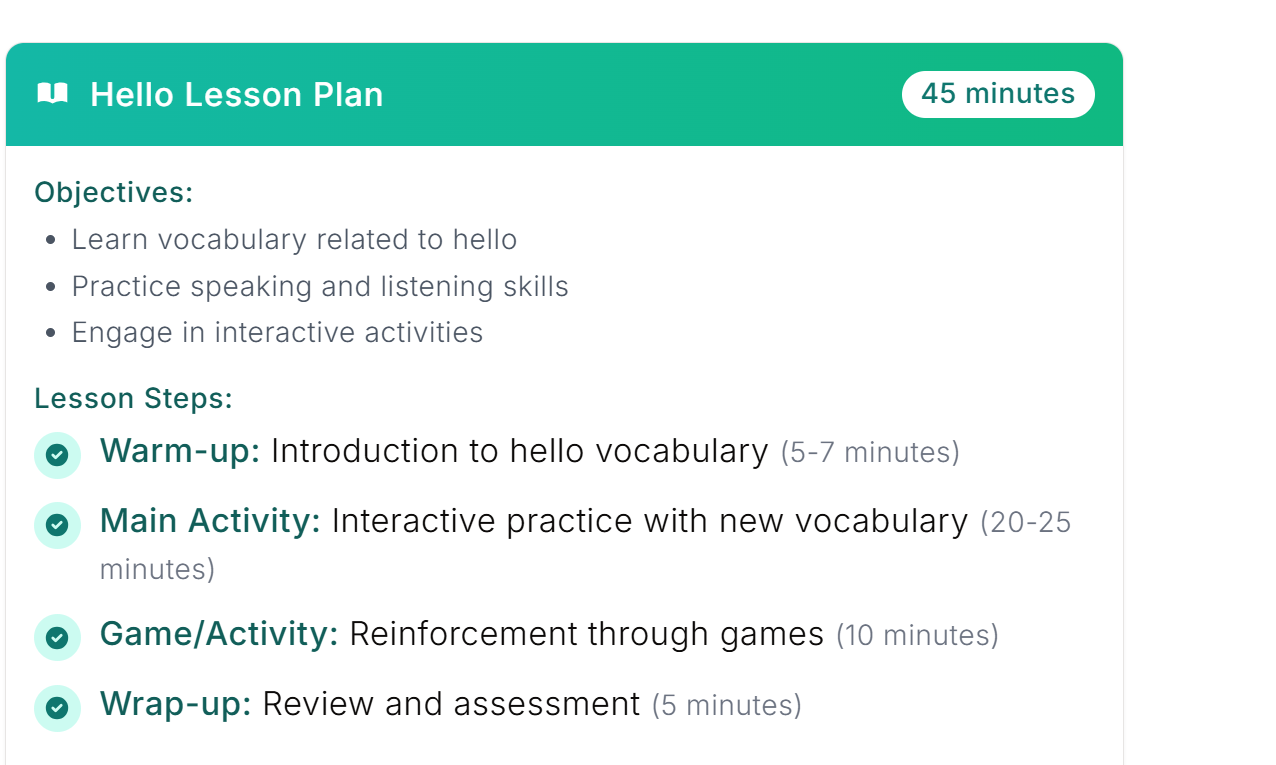 Hello Lesson Plan
45 minutes
Objectives:
Learn vocabulary related to hello
Practice speaking and listening skills
Engage in interactive activities
Lesson Steps:
Warm-up: Introduction to hello vocabulary (5-7 minutes)
Main Activity: Interactive practice with new vocabulary (20-25
minutes)
Game/Activity: Reinforcement through games (10 minutes)
Wrap-up: Review and assessment (5 minutes)